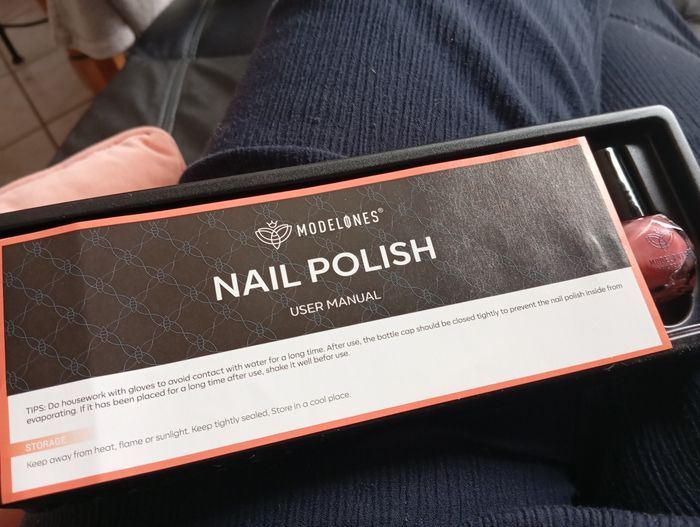 MODELONES®
NAIL POLISH
USER MANUAL
TIPS: Do housework with gloves to avoid contact with water for a long time. After use, the bottle cap should be closed tightly to prevent the nail polish inside from
evaporating. If it has been placed for a long time after use, shake it well befor use.
STORAGE
Keep away from heat, flame or sunlight. Keep tightly sealed, Store in a cool place.